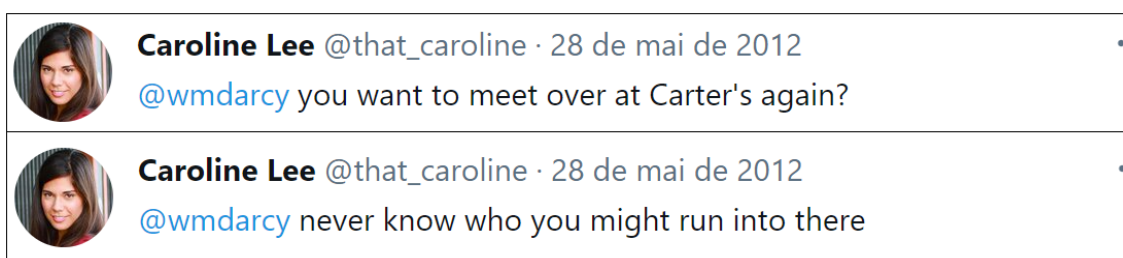 Caroline Lee @that_caroline · 28 de mai de 2012
@wmdarcy you want to meet over at Carter's again?
Caroline Lee @that_caroline · 28 de mai de 2012
@wmdarcy never know who you might run into there